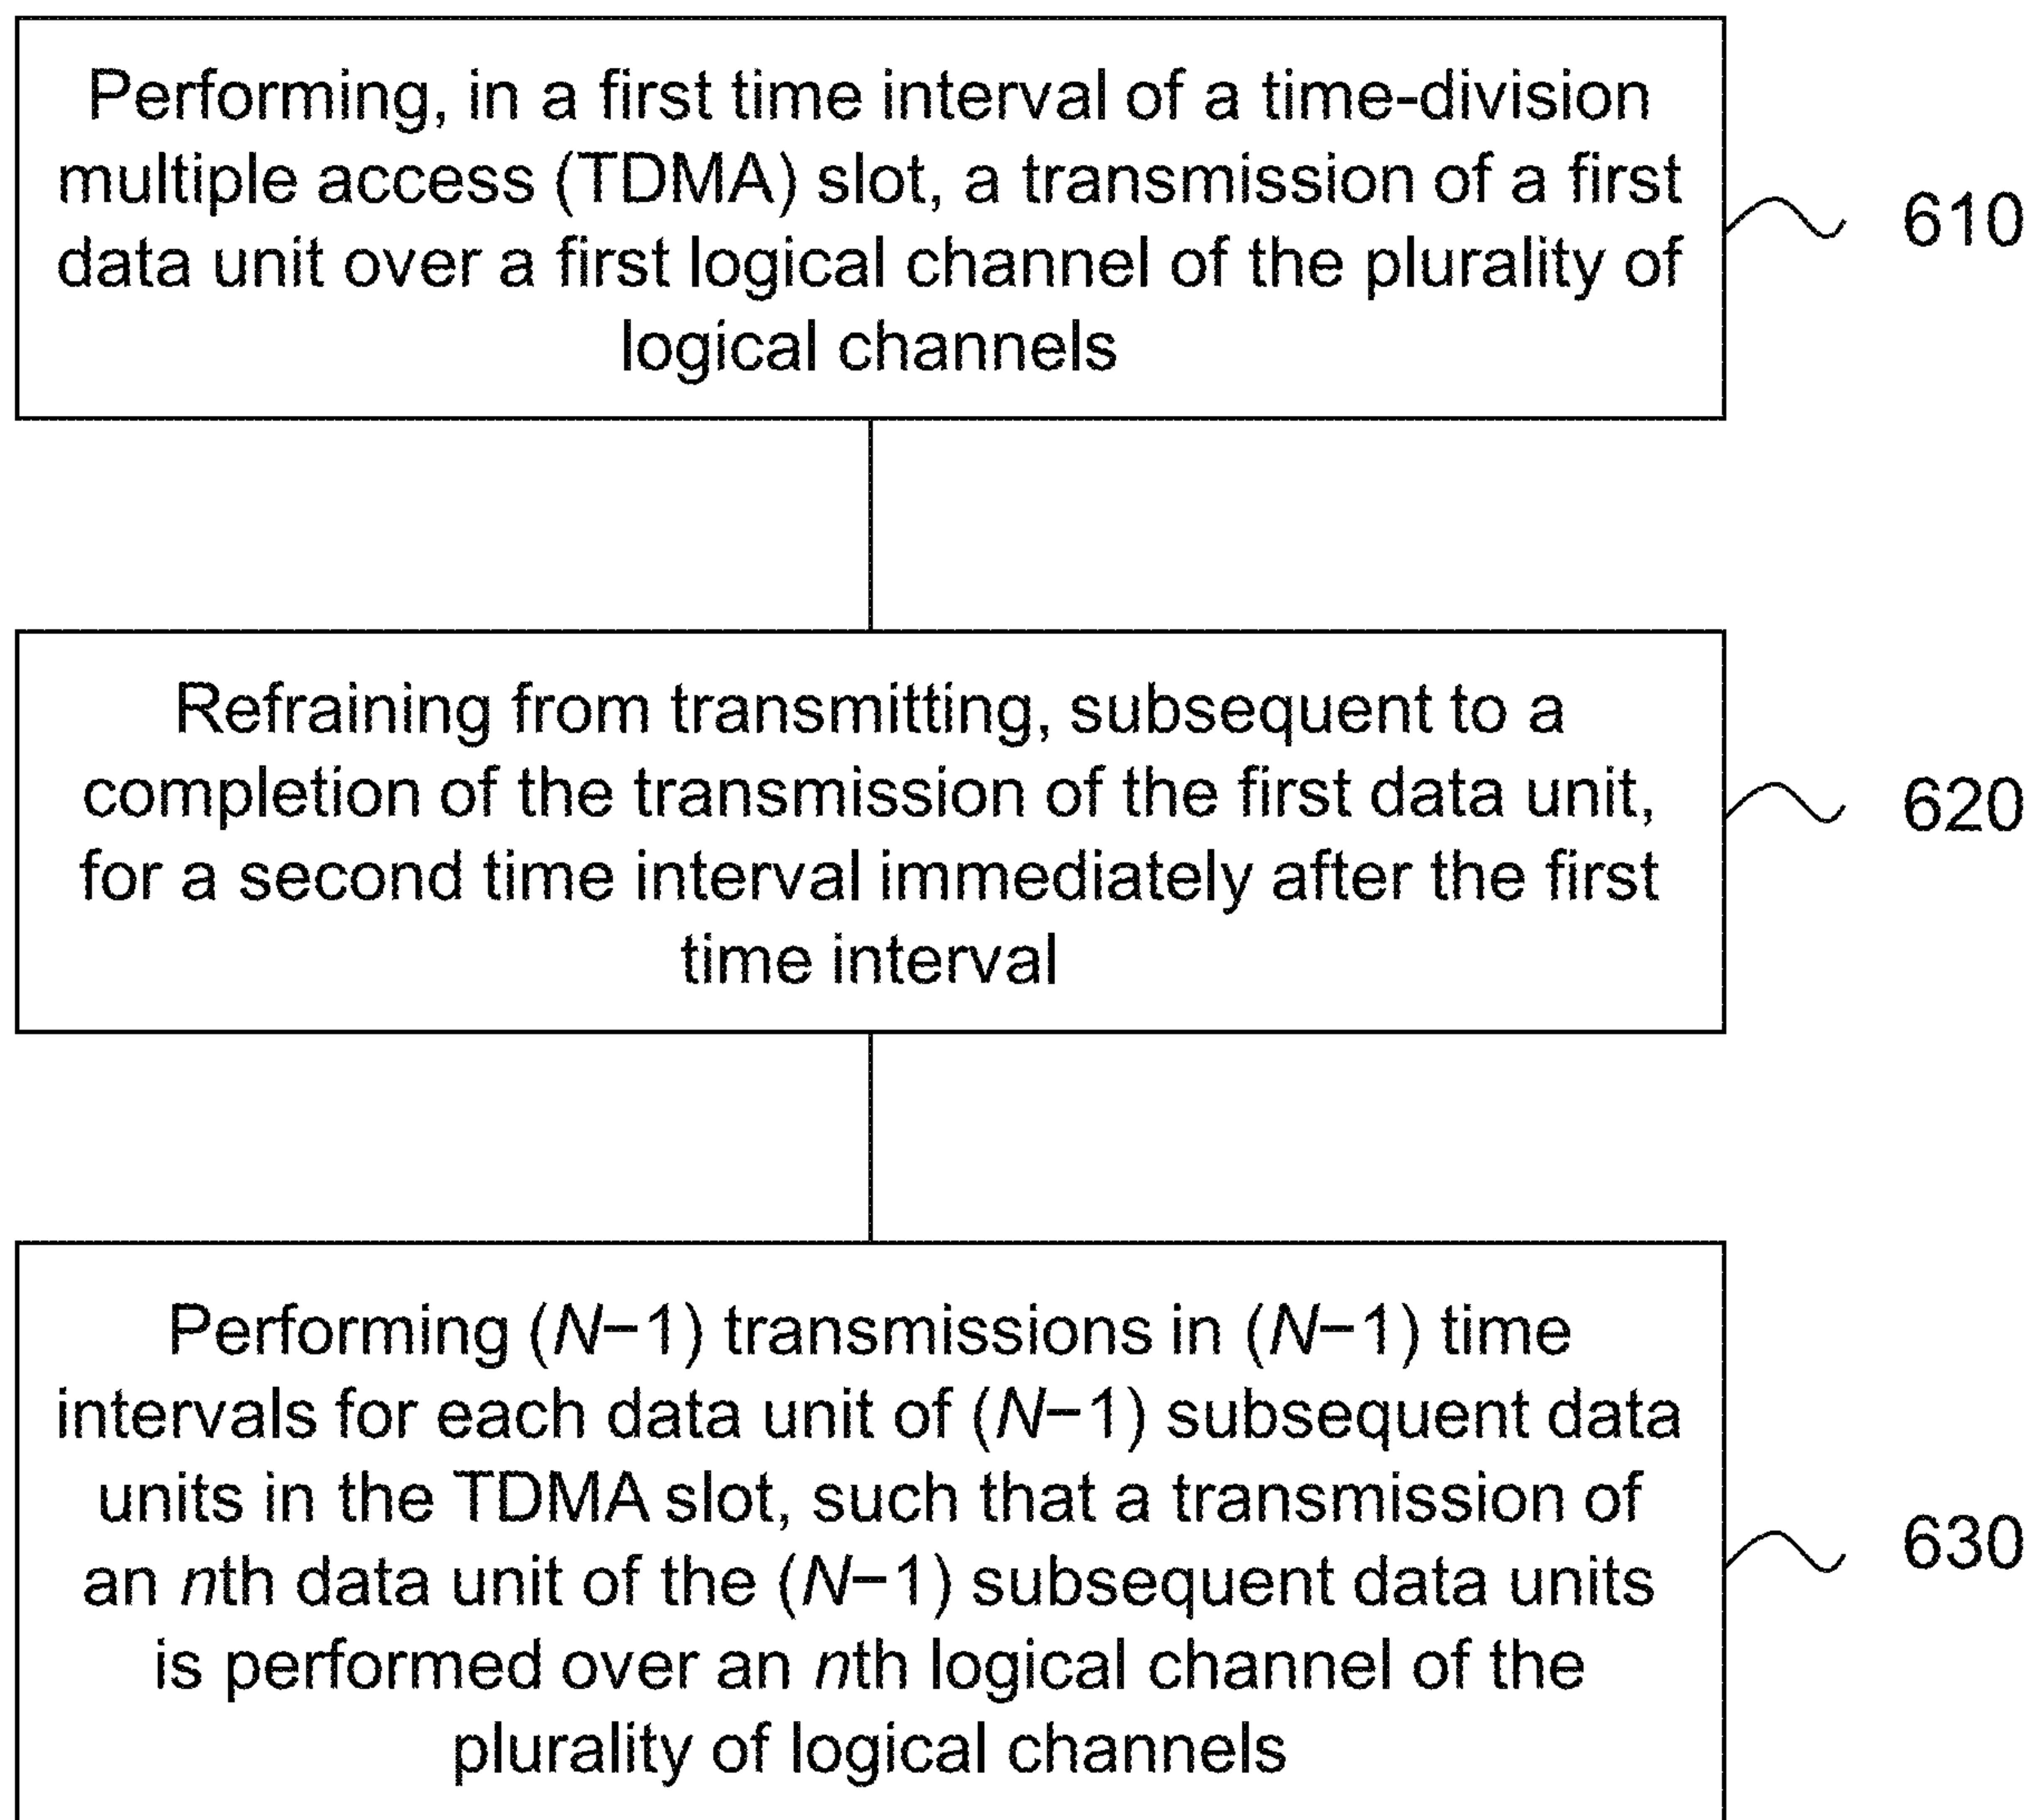 Performing, in a first time interval of a time-division
multiple access (TDMA) slot, a transmission of a first
data unit over a first logical channel of the plurality of
logical channels
610
Refraining from transmitting, subsequent to a
completion of the transmission of the first data unit,
for a second time interval immediately after the first
time interval
620
Performing (N−1) transmissions in (N−1) time
intervals for each data unit of (N−1) subsequent data
units in the TDMA slot, such that a transmission of
an nth data unit of the (N−1) subsequent data units
is performed over an nth logical channel of the
plurality of logical channels
630